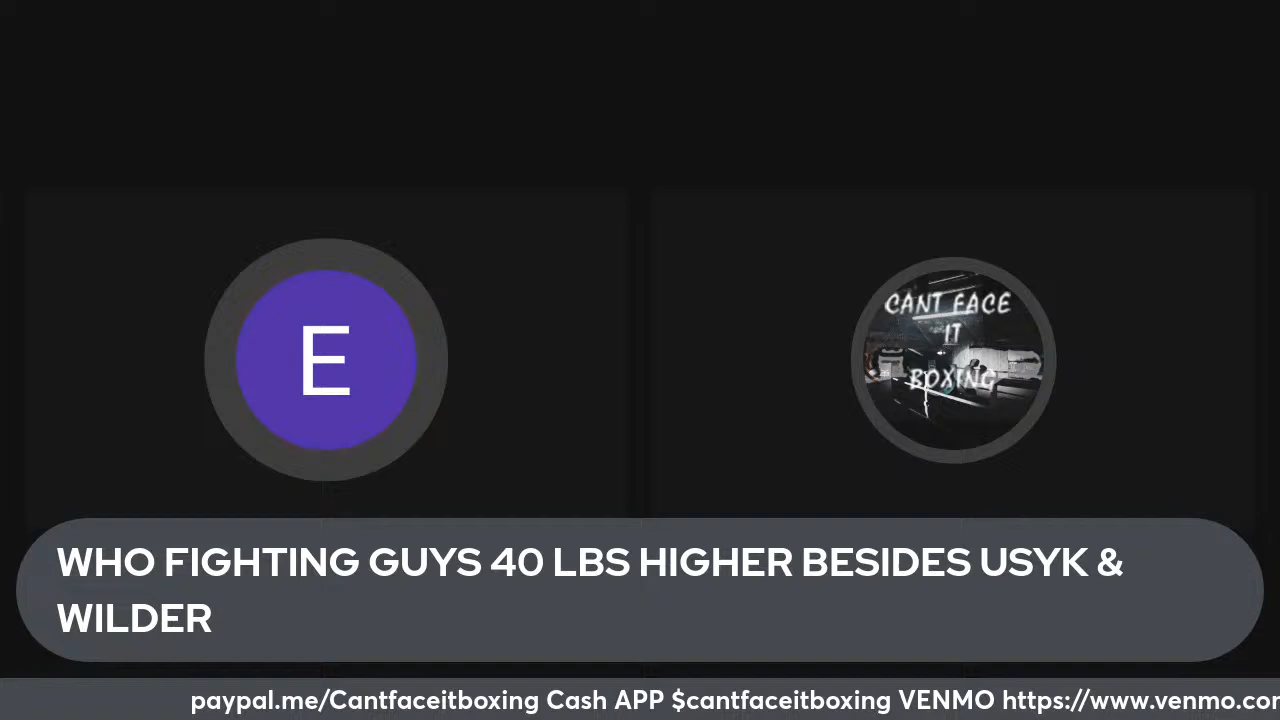 E
CANT FACE
IT
BOXING
WHO FIGHTING GUYS 40 LBS HIGHER BESIDES USYK &
WILDER
paypal.me/Cantfaceitboxing Cash APP $cantfaceitboxing VENMO https://www.venmo.com